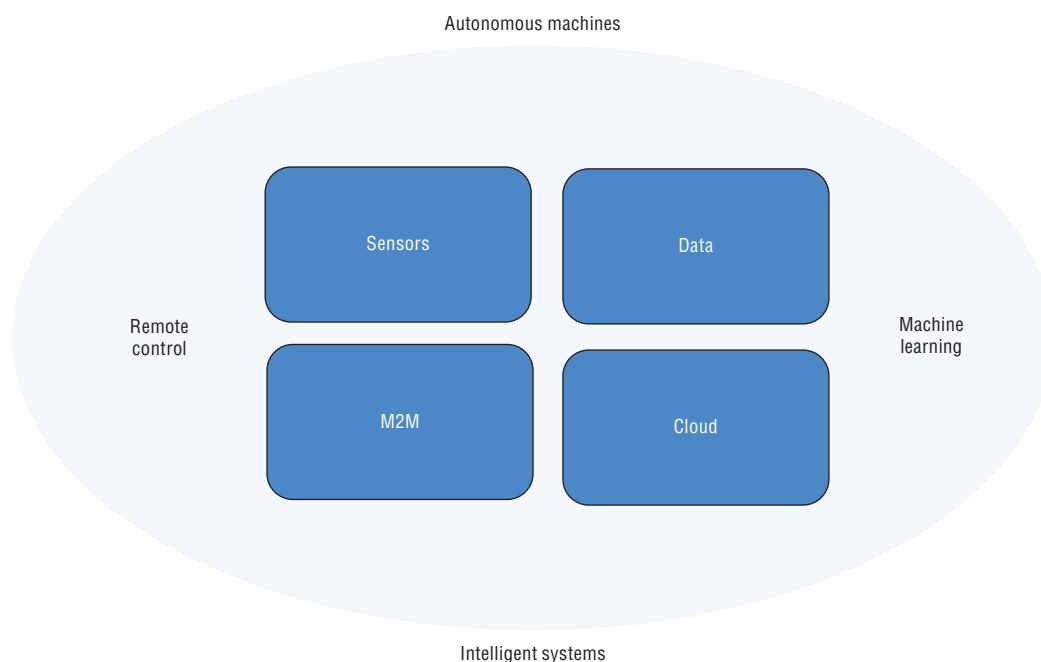 Autonomous machines
Sensors
Data
Remote
control
Machine
learning
M2M
Cloud
Intelligent systems